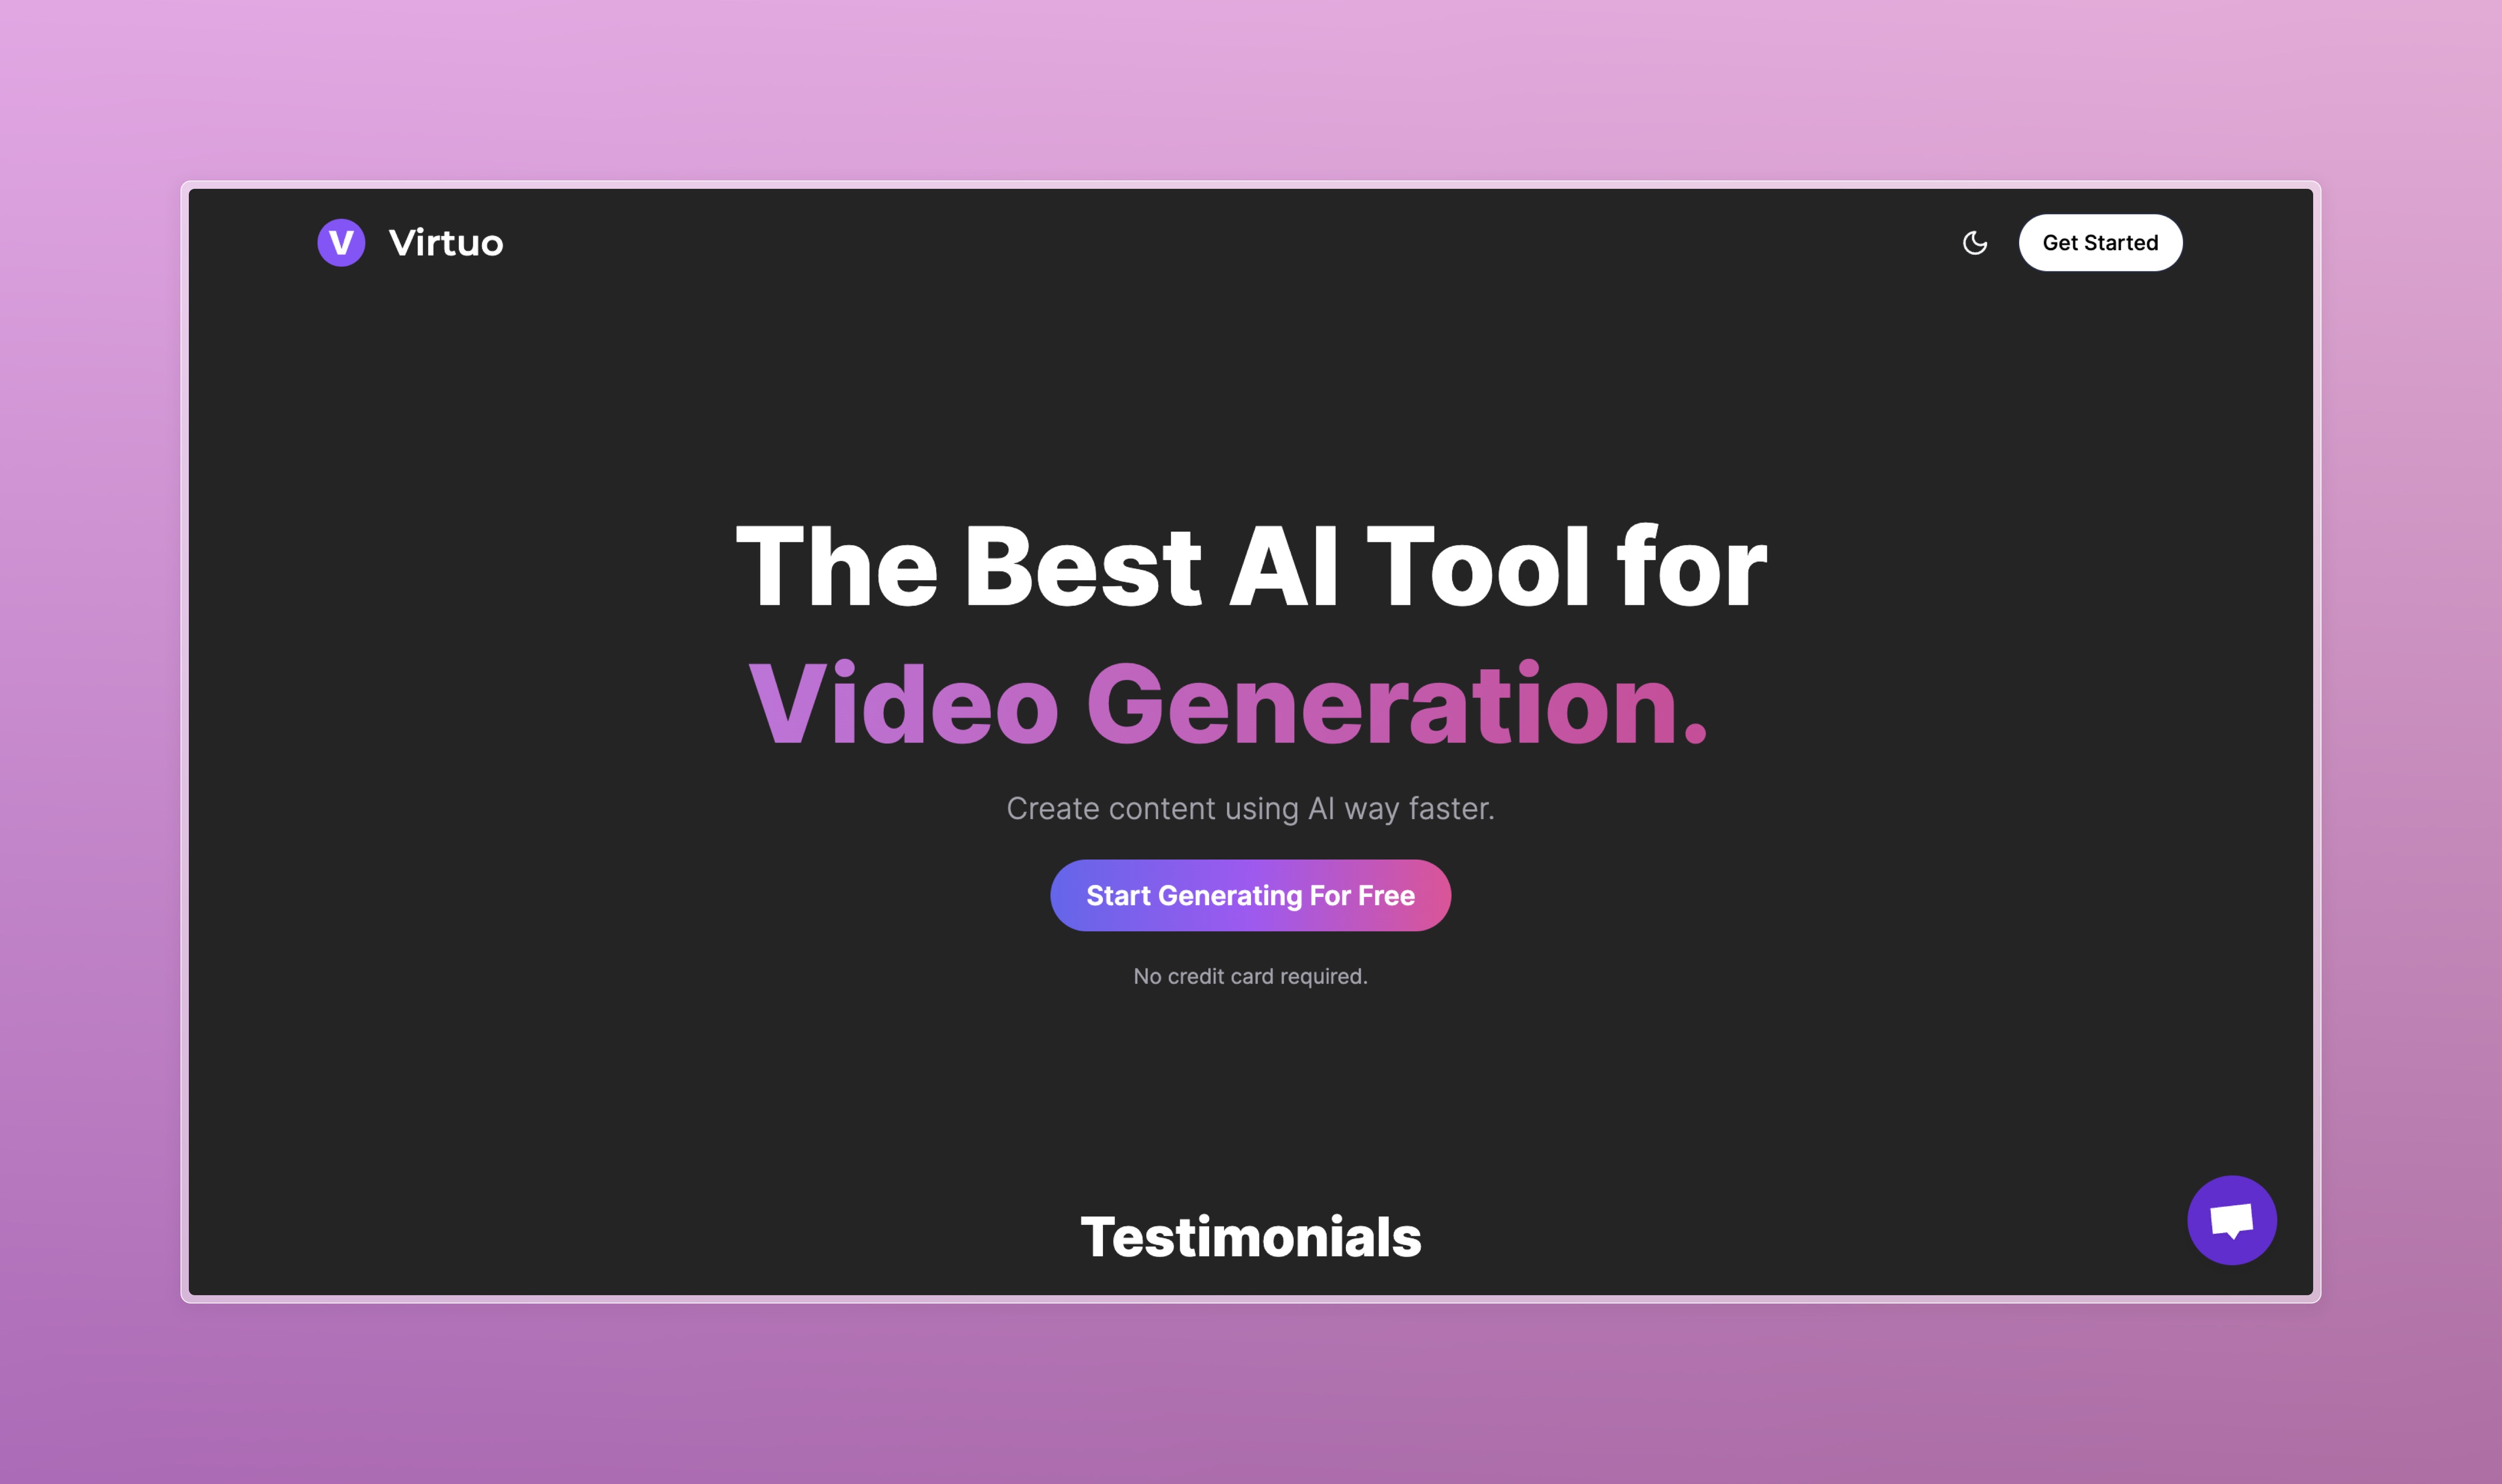 V Virtuo
Get Started
The Best AI Tool for
Video Generation.
Create content using AI way faster.
Start Generating For Free
No credit card required.
Testimonials